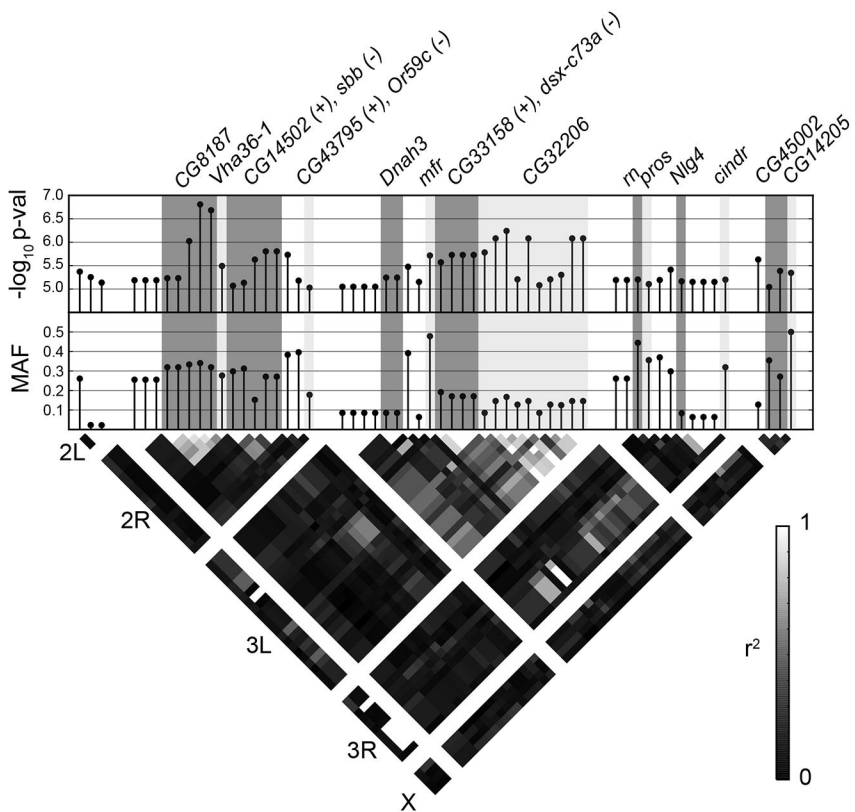 CG8187
Vha36-1
CG14502 (+), sbb (-)
CG43795 (+), Or59c (-)
Dnah3
mfr
CG33158 (+), dsx-c73a (-)
CG32206
rn
pros
Nlg4
cindr
CG45002
CG14205
-log10 p-val
7.0
6.5
6.0
5.5
5.0
MAF
0.5
0.4
0.3
0.2
0.1
2L
2R
3L
3R
X
1
r²
0